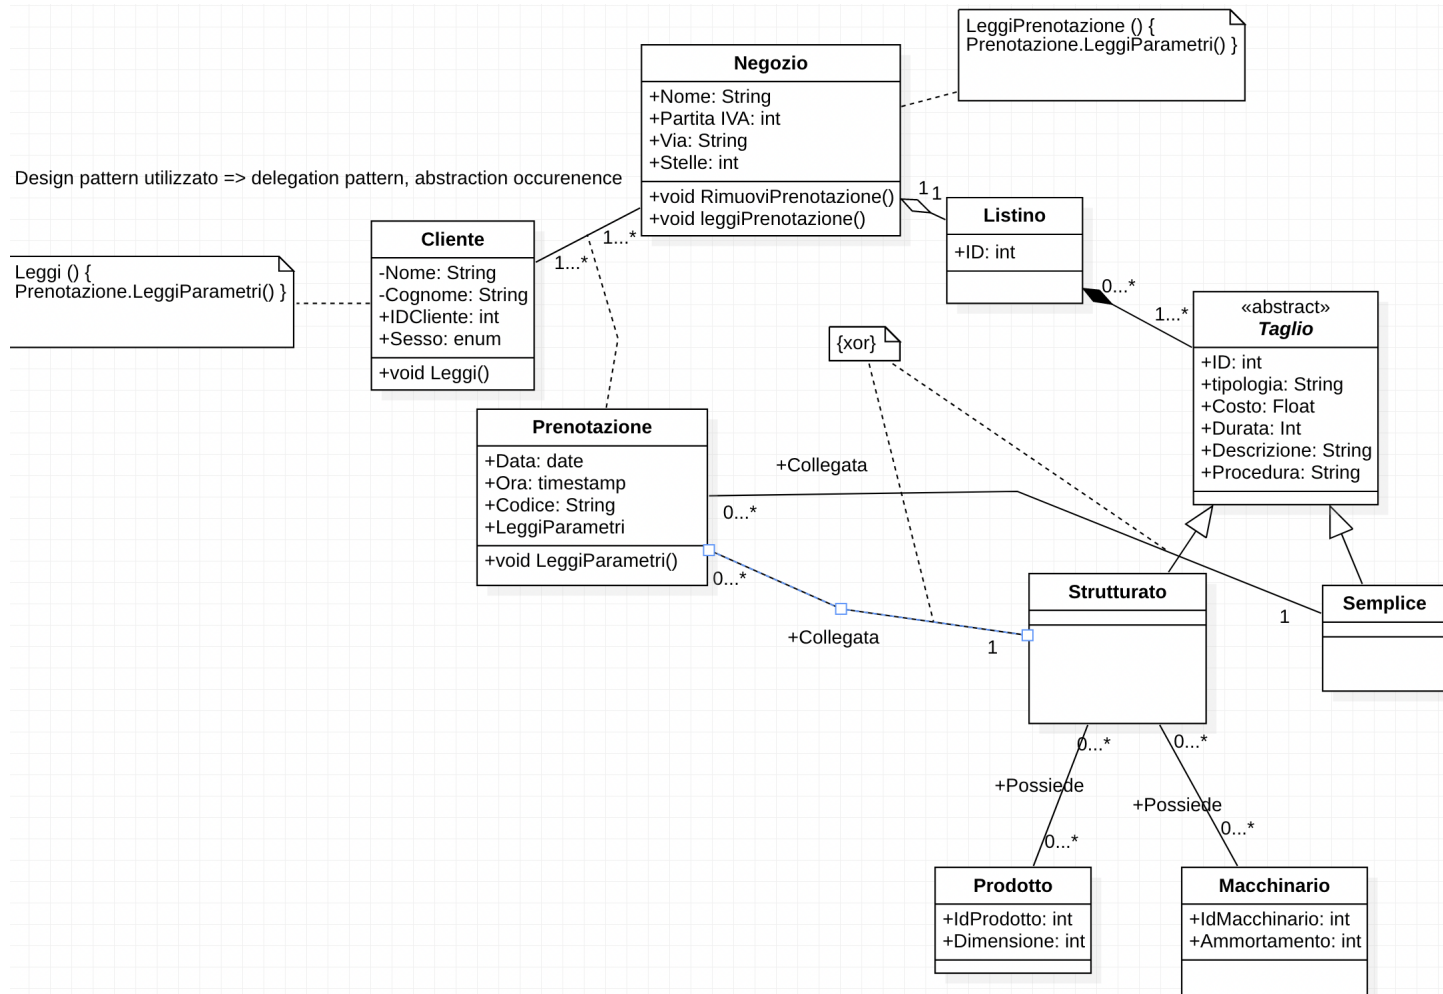 LeggiPrenotazione () {
Prenotazione.LeggiParametri() }
Negozio
+Nome: String
+Partita IVA: int
+Via: String
+Stelle: int
+void RimuoviPrenotazione()
+void leggiPrenotazione()
Design pattern utilizzato => delegation pattern, abstraction occurenence
1
1
Listino
+ID: int
Cliente
-Nome: String
-Cognome: String
+IDCliente: int
+Sesso: enum
+void Leggi()
1...*
1...*
Leggi () {
Prenotazione.LeggiParametri() }
0...*
1...*
«abstract»
Taglio
+ID: int
+tipologia: String
+Costo: Float
+Durata: Int
+Descrizione: String
+Procedura: String
{xor}
Prenotazione
+Data: date
+Ora: timestamp
+Codice: String
+LeggiParametri
+void LeggiParametri()
+Collegata
0...*
1
0...*
+Collegata
1
Strutturato
Semplice
0...*
0...*
+Possiede
+Possiede
0...*
0...*
Prodotto
+IdProdotto: int
+Dimensione: int
Macchinario
+IdMacchinario: int
+Ammortamento: int